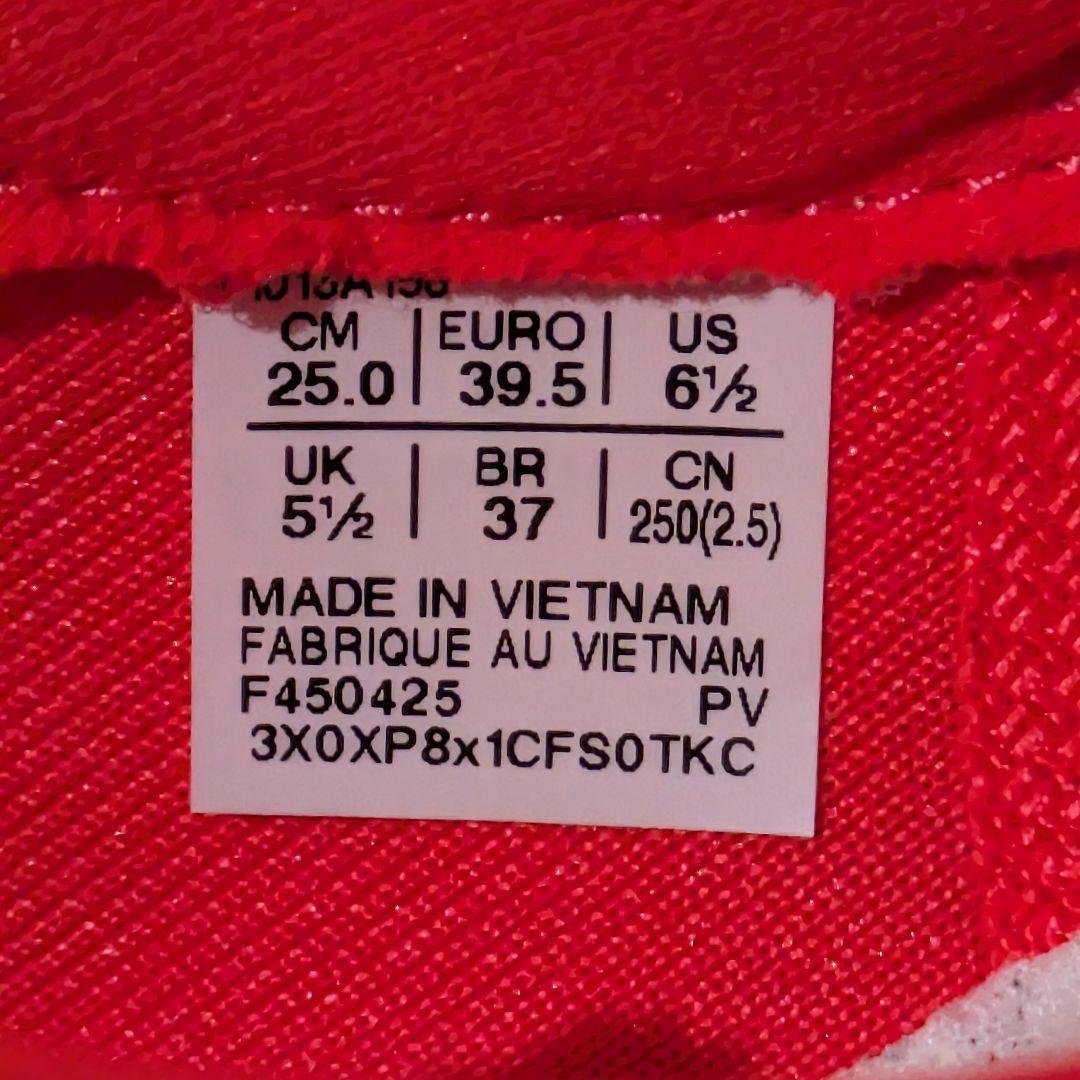 CM EURO US
25.0 39.5 6½
UK BR CN
5½ 37 250(2.5)
MADE IN VIETNAM
FABRIQUE AU VIETNAM
F450425 PV
3X0XP8x1CFS0TKC